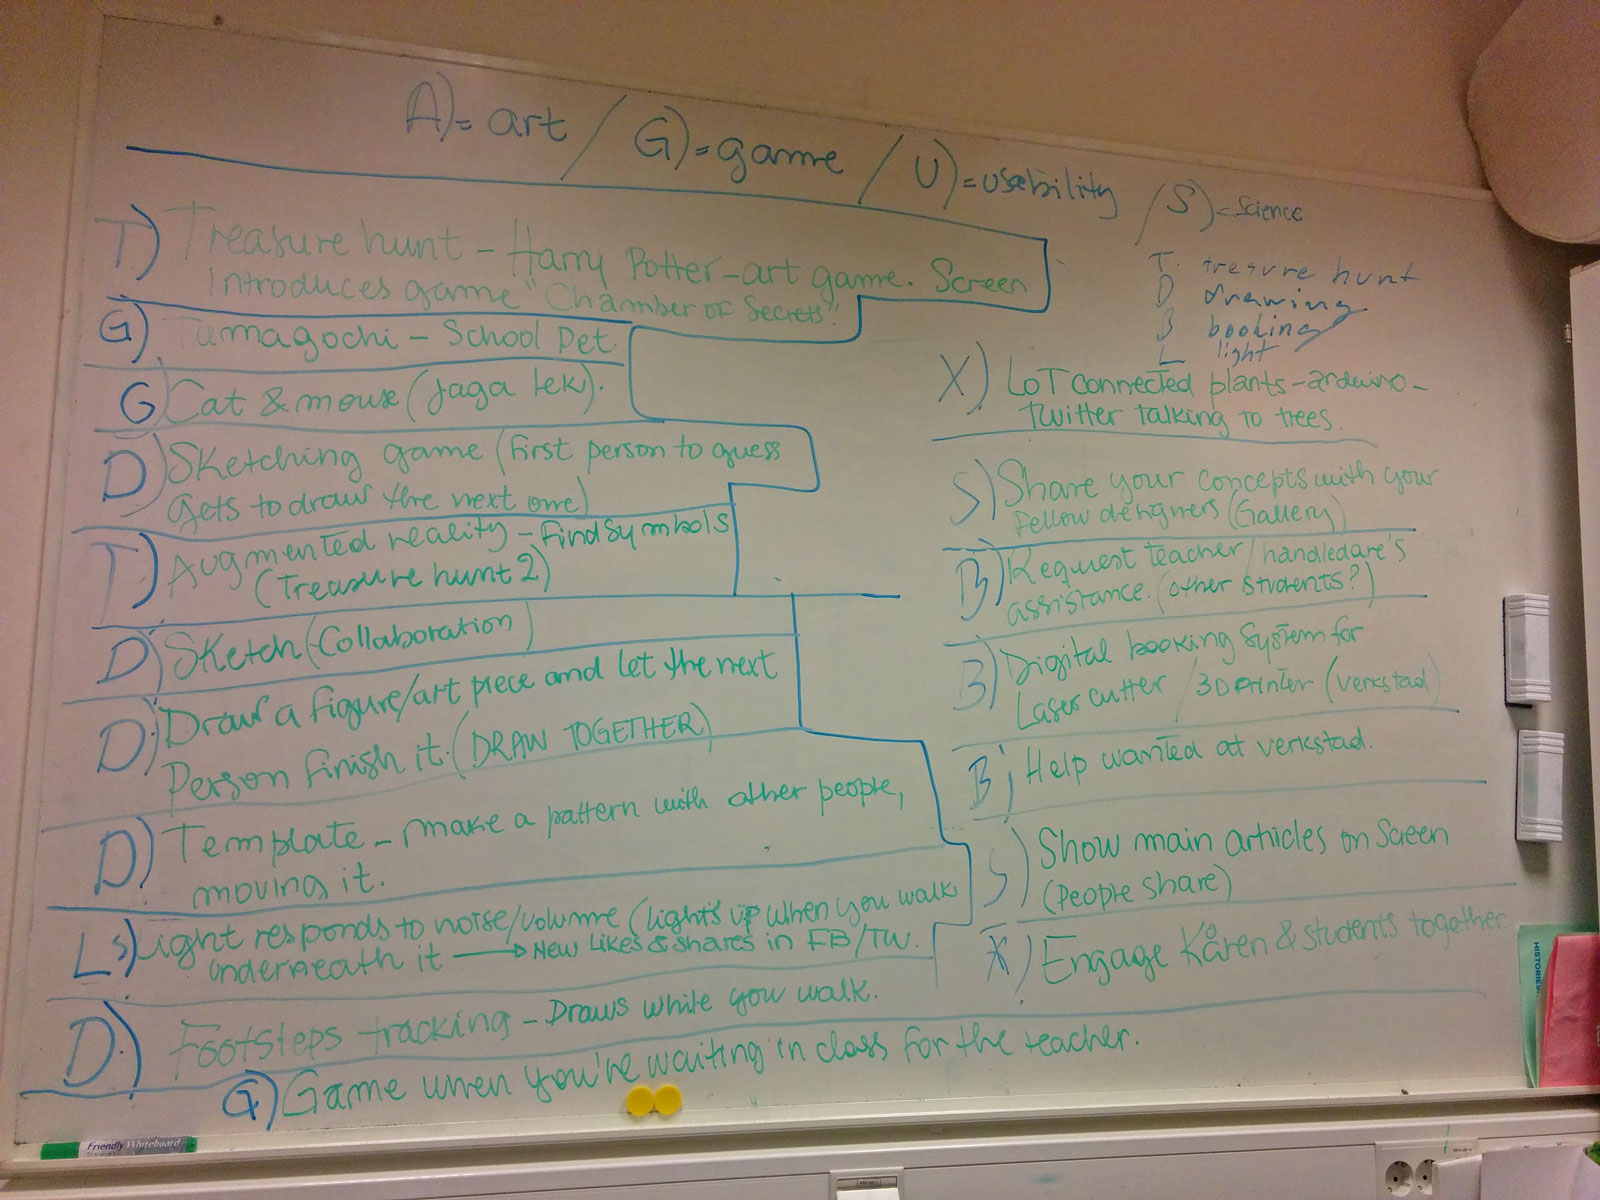 A)= art / G)=game / U)=usability / S)=Science
T) Treasure hunt – Harry Potter–art game. Screen
Introduces game "Chamber of Secrets"
G) Tamagochi – School Pet.
G) Cat & mouse (jaga lek).
D) Sketching game (first person to guess
gets to draw the next one)
T) Augmented reality – Find symbols
(Treasure hunt 2)
D) Sketch (Collaboration)
D) Draw a figure/art piece and let the next
Person finish it. (DRAW TOGETHER)
D) Template – make a pattern with other people,
moving it.
L S) Light responds to noise/volume (lights up when you walk
underneath it → New likes & shares in FB/TW.
D) Footsteps tracking – Draws while you walk.
G) Game when you're waiting in class for the teacher.
T. tresure hunt
D drawing
B booking
L light
X) LoT connected plants – arduino –
Twitter talking to trees.
S) Share your concepts with your
Fellow designers (Gallery)
B) Request teacher/handledare's
assistance. (other students?)
B) Digital booking system for
Laser cutter / 3D printer (verkstad)
B) Help wanted at verkstad.
S) Show main articles on screen
(People share)
X) Engage Kåren & students together.
HISTORIES:
Friendly Whiteboard